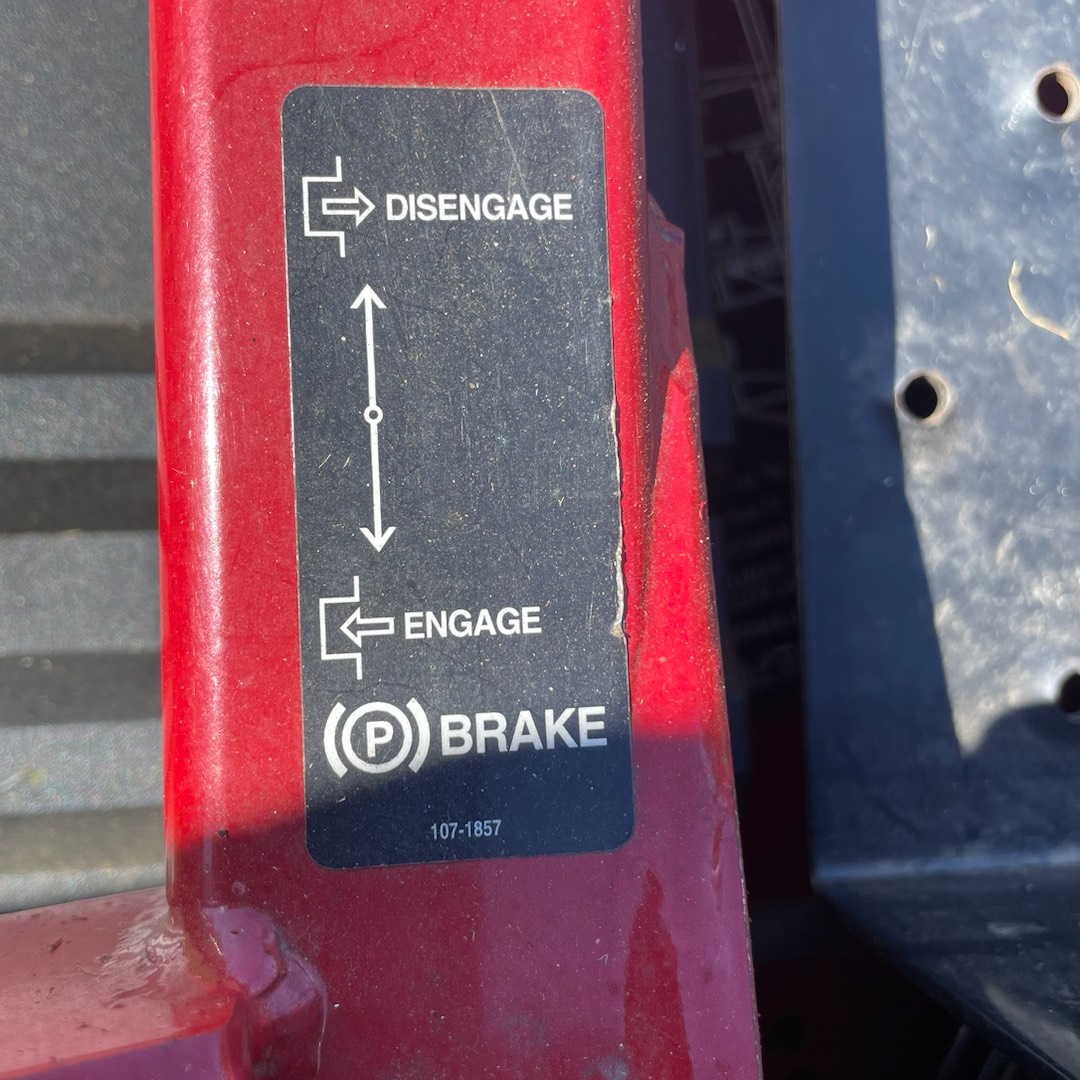 DISENGAGE
ENGAGE
(P) BRAKE
107-1857